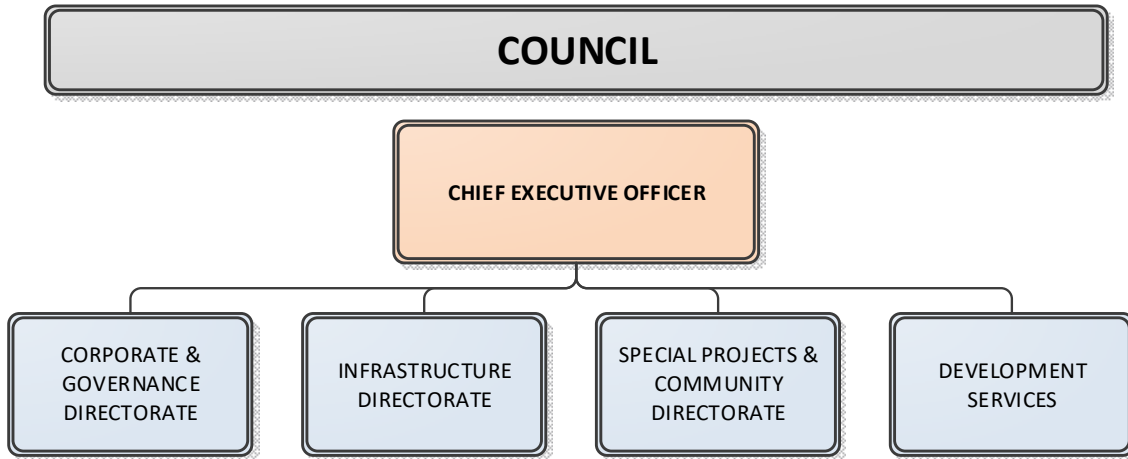 COUNCIL
CHIEF EXECUTIVE OFFICER
CORPORATE &
GOVERNANCE
DIRECTORATE
INFRASTRUCTURE
DIRECTORATE
SPECIAL PROJECTS &
COMMUNITY
DIRECTORATE
DEVELOPMENT
SERVICES